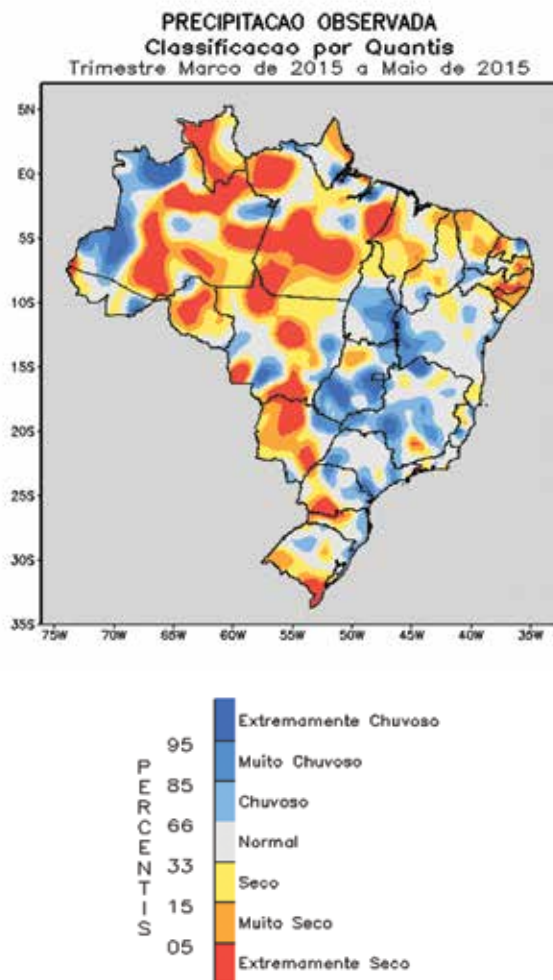 PRECIPITACAO OBSERVADA
Classificacao por Quantis
Trimestre Marco de 2015 a Maio de 2015
5N
EQ
5S
10S
15S
20S
25S
30S
35S
75W 70W 65W 60W 55W 50W 45W 40W 35W
PERCENTIS
Extremamente Chuvoso
95
Muito Chuvoso
85
Chuvoso
66
Normal
33
Seco
15
Muito Seco
05
Extremamente Seco